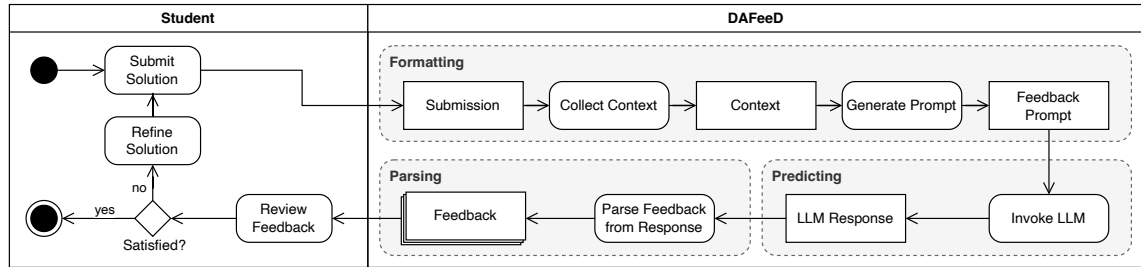 Student
DAFeeD
Submit
Solution
Refine
Solution
no
yes
Satisfied?
Review
Feedback
Formatting
Submission
Collect Context
Context
Generate Prompt
Feedback
Prompt
Parsing
Feedback
Parse Feedback
from Response
Predicting
LLM Response
Invoke LLM